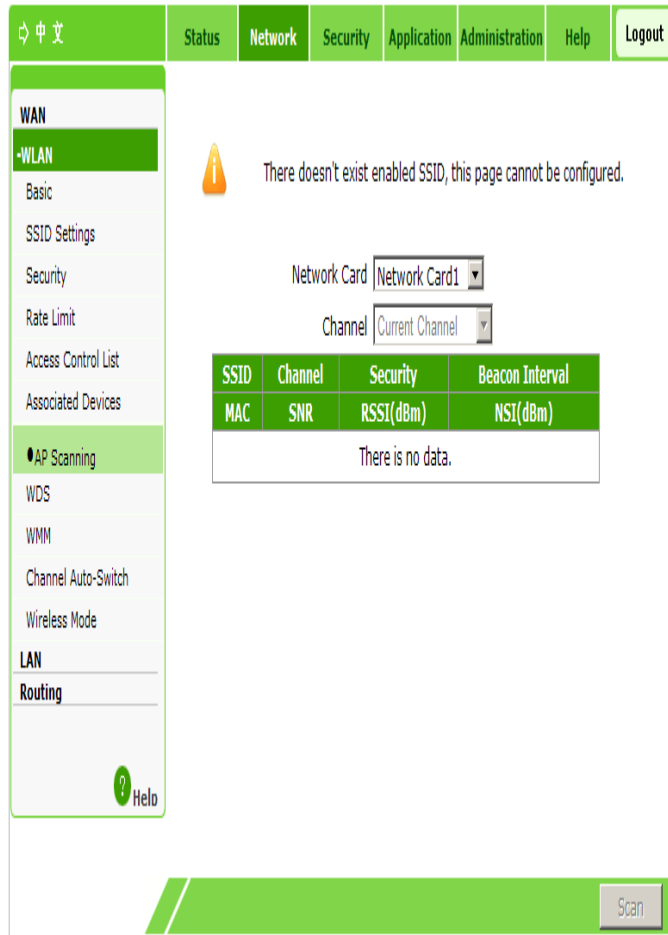 中文
Status Network Security Application Administration Help Logout
WAN
-WLAN
Basic
SSID Settings
Security
Rate Limit
Access Control List
Associated Devices
AP Scanning
WDS
WMM
Channel Auto-Switch
Wireless Mode
LAN
Routing
Help
There doesn't exist enabled SSID, this page cannot be configured.
Network Card Network Card1
Channel Current Channel
SSID Channel Security Beacon Interval
MAC SNR RSSI(dBm) NSI(dBm)
There is no data.
Scan